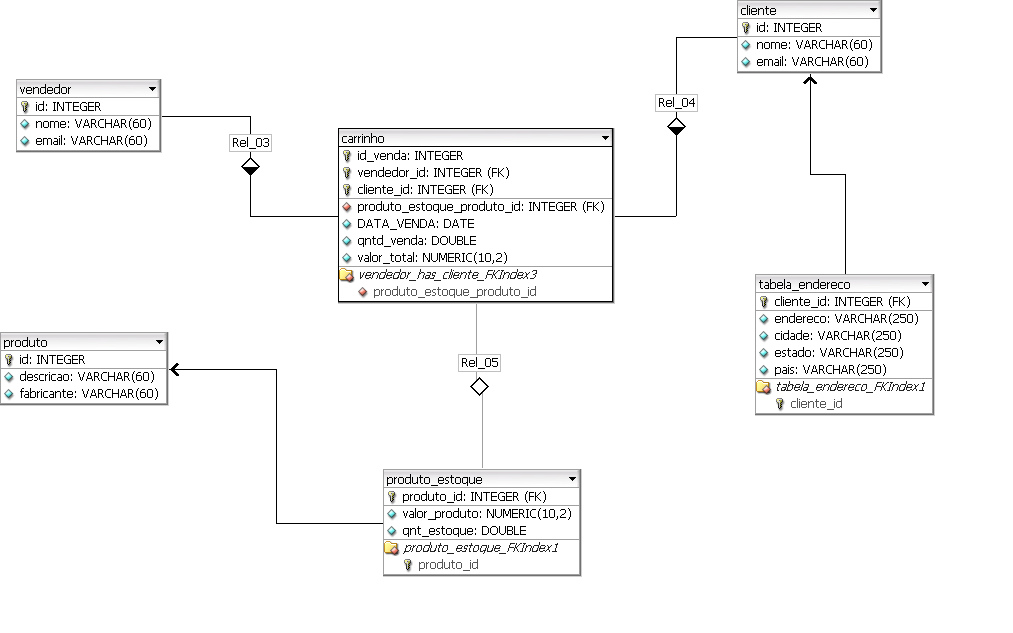 cliente
id: INTEGER
nome: VARCHAR(60)
email: VARCHAR(60)
vendedor
id: INTEGER
nome: VARCHAR(60)
email: VARCHAR(60)
Rel_04
Rel_03
carrinho
id_venda: INTEGER
vendedor_id: INTEGER (FK)
cliente_id: INTEGER (FK)
produto_estoque_produto_id: INTEGER (FK)
DATA_VENDA: DATE
qntd_venda: DOUBLE
valor_total: NUMERIC(10,2)
vendedor_has_cliente_FKIndex3
produto_estoque_produto_id
tabela_endereco
cliente_id: INTEGER (FK)
endereco: VARCHAR(250)
cidade: VARCHAR(250)
estado: VARCHAR(250)
pais: VARCHAR(250)
tabela_endereco_FKIndex1
cliente_id
produto
id: INTEGER
descricao: VARCHAR(60)
fabricante: VARCHAR(60)
Rel_05
produto_estoque
produto_id: INTEGER (FK)
valor_produto: NUMERIC(10,2)
qnt_estoque: DOUBLE
produto_estoque_FKIndex1
produto_id